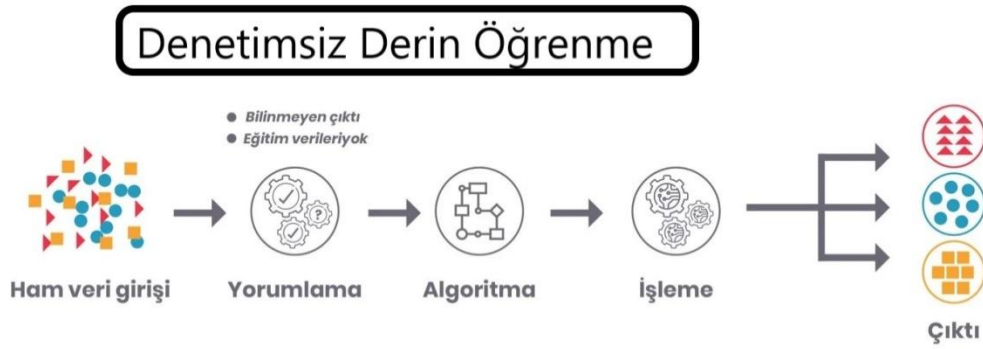 Denetimsiz Derin Öğrenme
● Bilinmeyen çıktı
● Eğitim verileriyok
Ham veri girişi
Yorumlama
?
Algoritma
İşleme
Çıktı